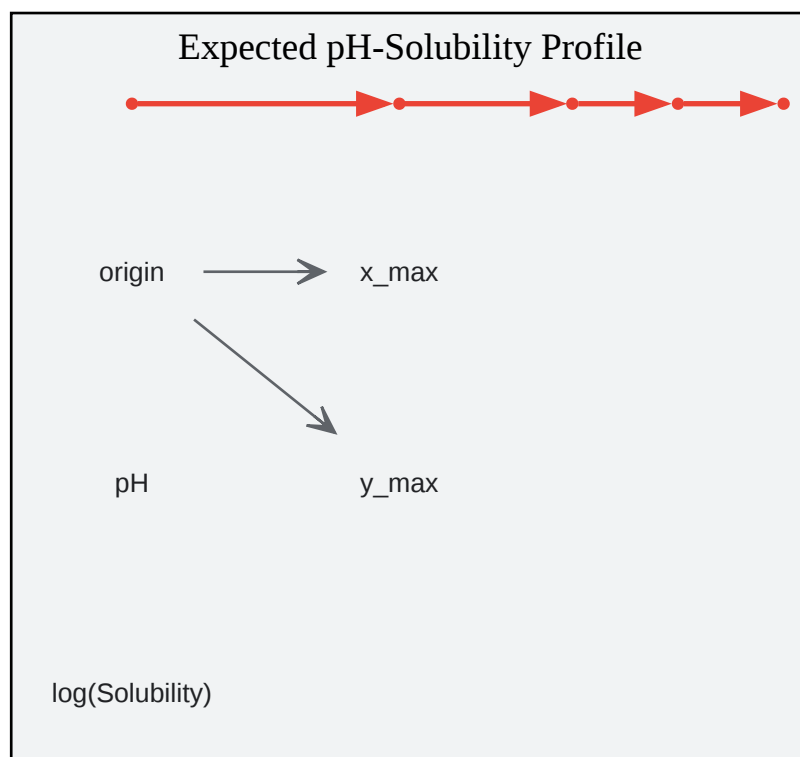 Expected pH-Solubility Profile
origin
x_max
pH
y_max
log(Solubility)